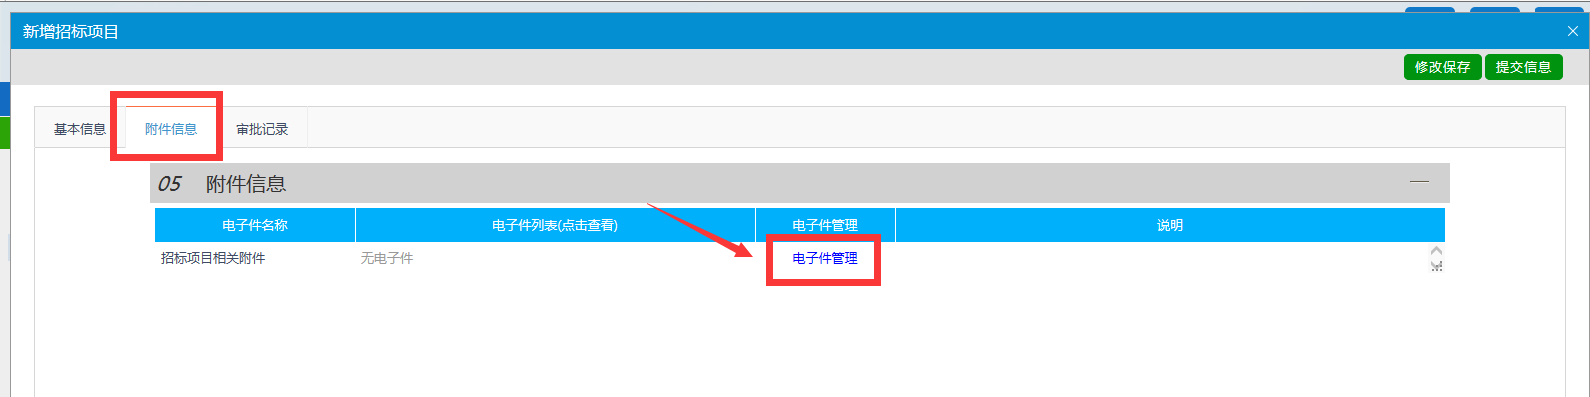 新增招标项目
修改保存 提交信息
基本信息 附件信息 审批记录
05 附件信息
电子件名称 电子件列表(点击查看) 电子件管理 说明
招标项目相关附件 无电子件 电子件管理